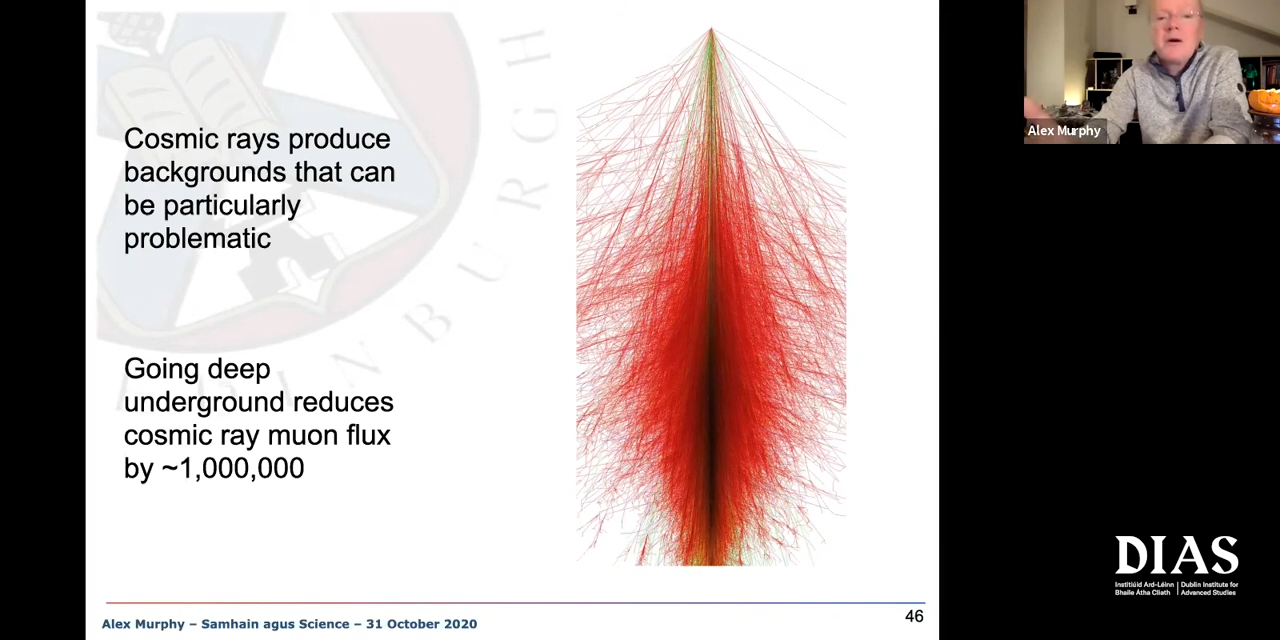 Cosmic rays produce
backgrounds that can
be particularly
problematic
Going deep
underground reduces
cosmic ray muon flux
by ~1,000,000
EDINBURGH
Alex Murphy – Samhain agus Science – 31 October 2020
46
Alex Murphy
DIAS
Institiúid Ard-Léinn
Bhaile Átha Cliath
Dublin Institute for
Advanced Studies